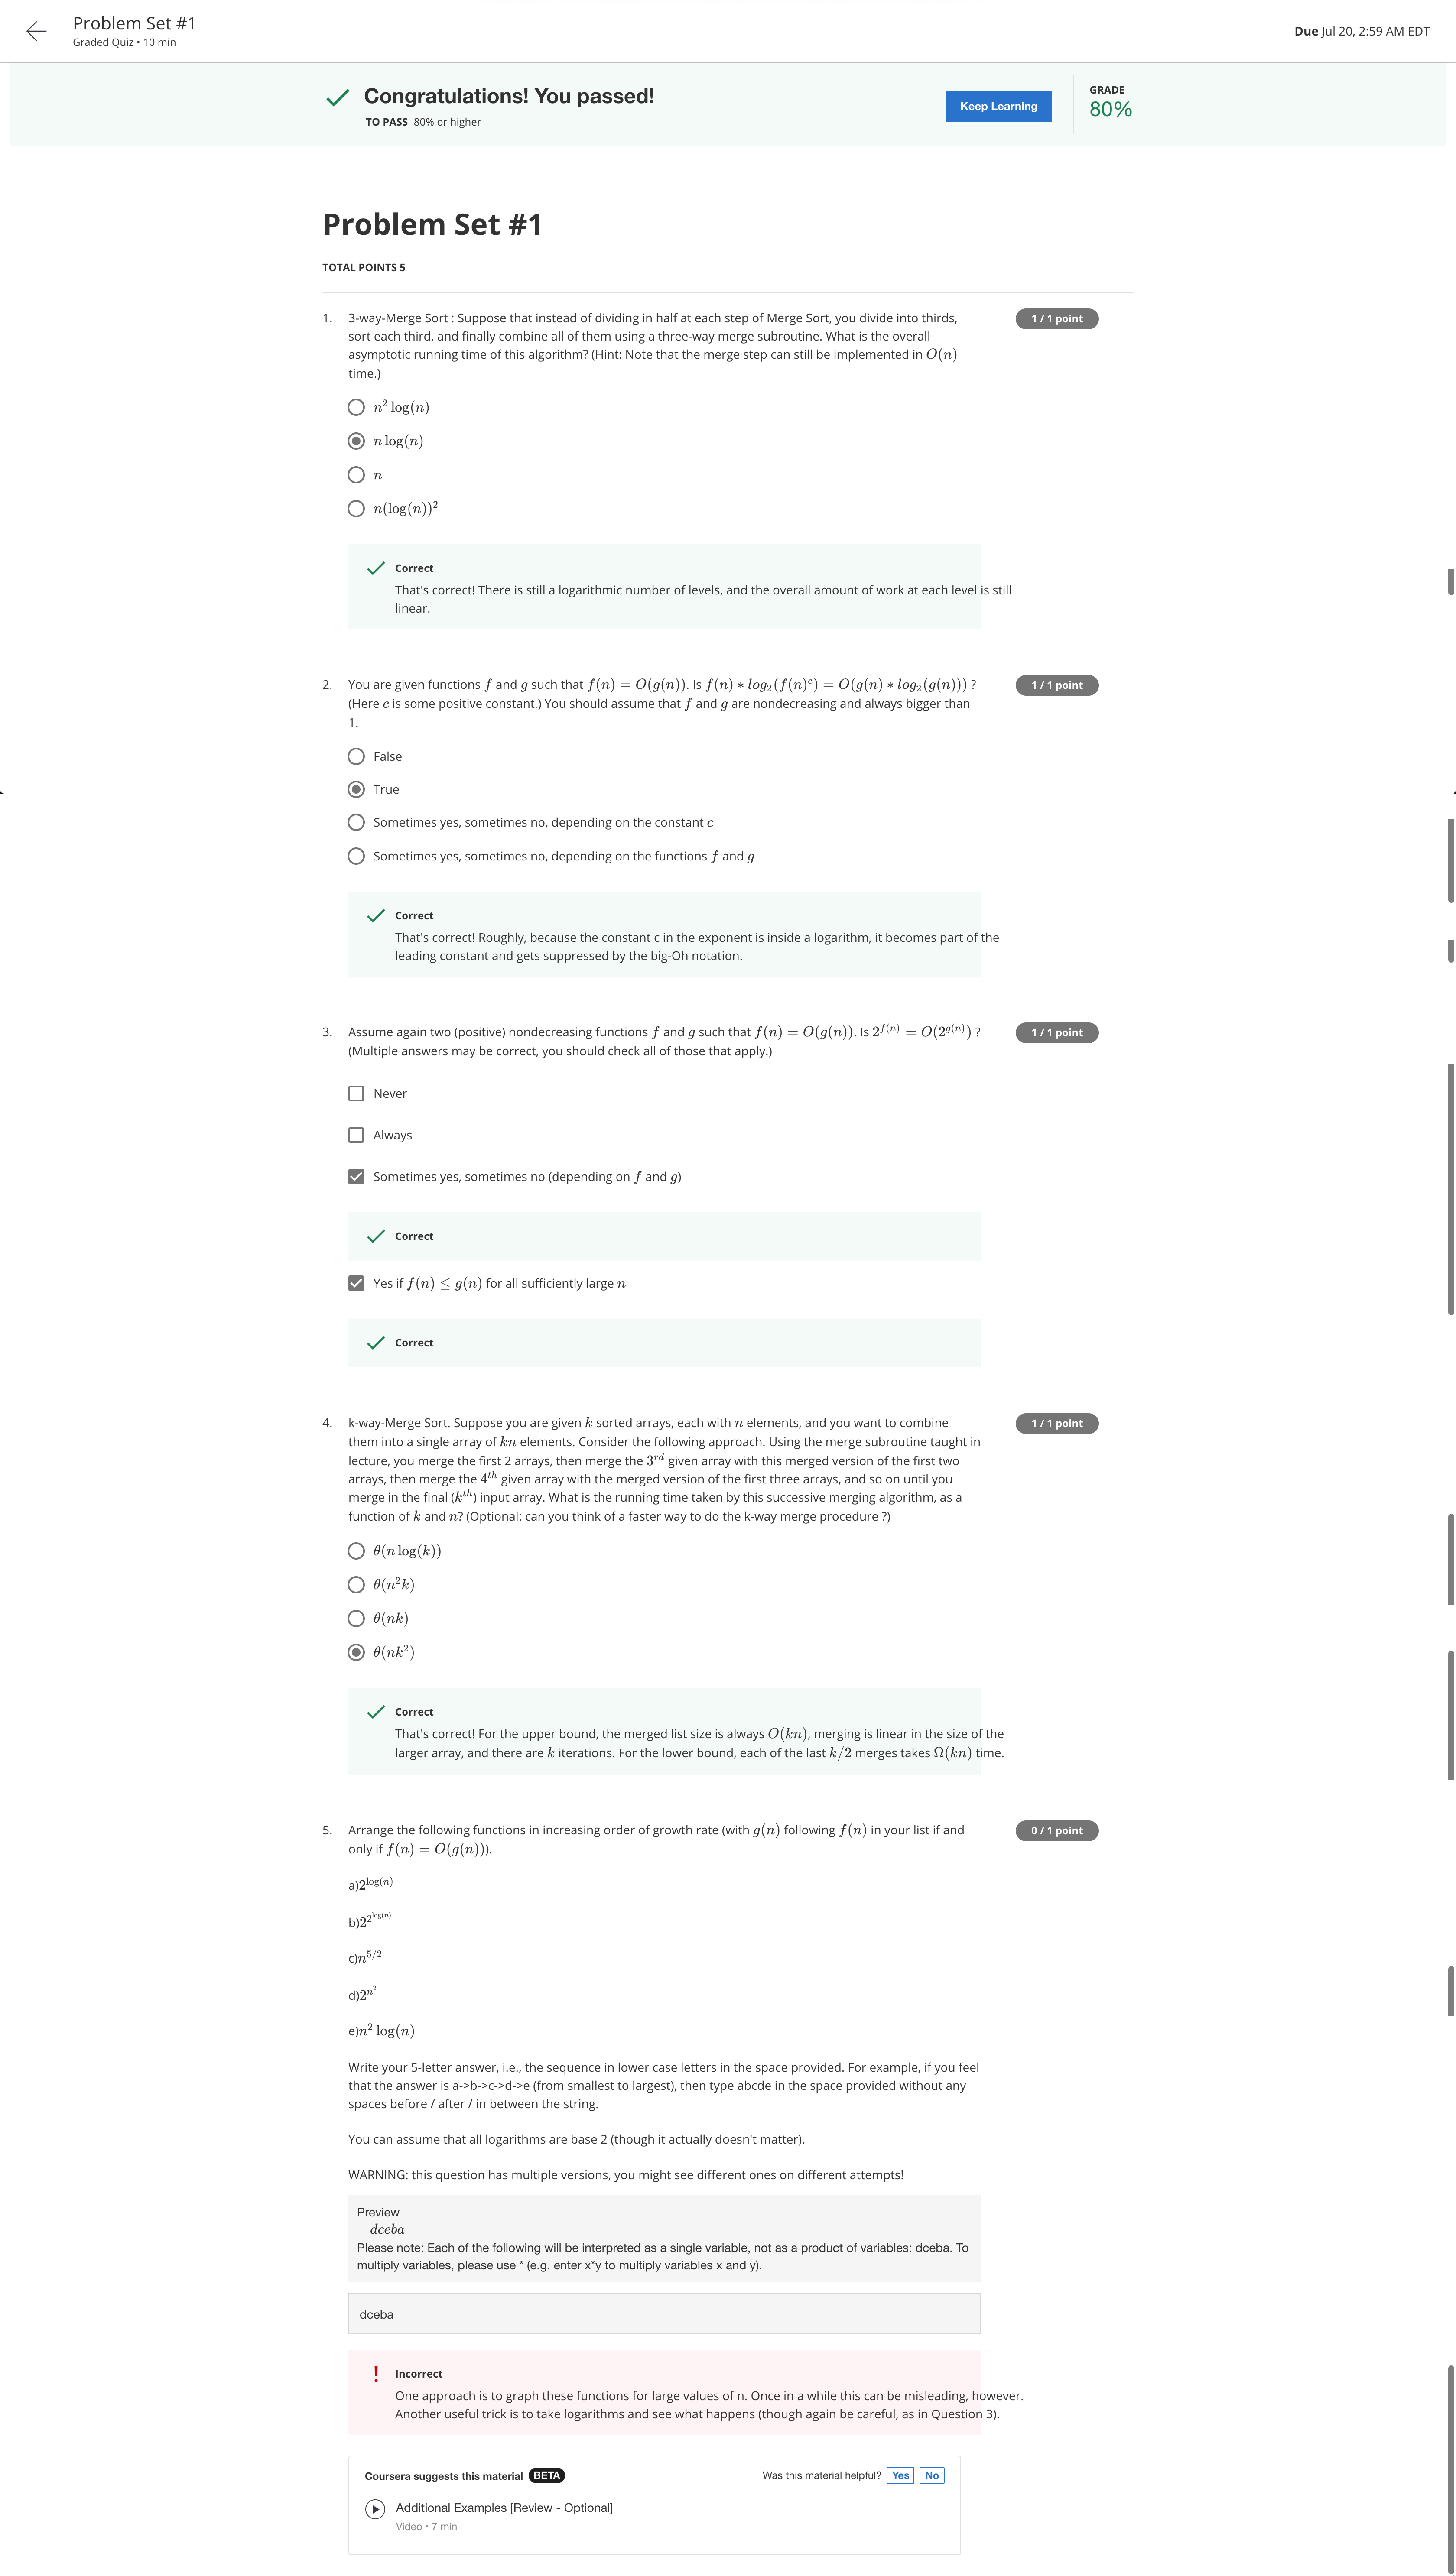 Problem Set #1
Graded Quiz • 10 min
Due Jul 20, 2:59 AM EDT
Congratulations! You passed!
TO PASS 80% or higher
Keep Learning
GRADE
80%
Problem Set #1
TOTAL POINTS 5
1. 3-way-Merge Sort : Suppose that instead of dividing in half at each step of Merge Sort, you divide into thirds,
sort each third, and finally combine all of them using a three-way merge subroutine. What is the overall
asymptotic running time of this algorithm? (Hint: Note that the merge step can still be implemented in O(n)
time.)
1 / 1 point
n² log(n)
n log(n)
n
n(log(n))²
Correct
That's correct! There is still a logarithmic number of levels, and the overall amount of work at each level is still
linear.
2. You are given functions f and g such that f(n) = O(g(n)). Is f(n) * log₂(f(n)ᶜ) = O(g(n) * log₂(g(n))) ?
(Here c is some positive constant.) You should assume that f and g are nondecreasing and always bigger than
1.
1 / 1 point
False
True
Sometimes yes, sometimes no, depending on the constant c
Sometimes yes, sometimes no, depending on the functions f and g
Correct
That's correct! Roughly, because the constant c in the exponent is inside a logarithm, it becomes part of the
leading constant and gets suppressed by the big-Oh notation.
3. Assume again two (positive) nondecreasing functions f and g such that f(n) = O(g(n)). Is 2^f(n) = O(2^g(n)) ?
(Multiple answers may be correct, you should check all of those that apply.)
1 / 1 point
Never
Always
Sometimes yes, sometimes no (depending on f and g)
Correct
Yes if f(n) ≤ g(n) for all sufficiently large n
Correct
4. k-way-Merge Sort. Suppose you are given k sorted arrays, each with n elements, and you want to combine
them into a single array of kn elements. Consider the following approach. Using the merge subroutine taught in
lecture, you merge the first 2 arrays, then merge the 3ʳᵈ given array with this merged version of the first two
arrays, then merge the 4ᵗʰ given array with the merged version of the first three arrays, and so on until you
merge in the final (kᵗʰ) input array. What is the running time taken by this successive merging algorithm, as a
function of k and n? (Optional: can you think of a faster way to do the k-way merge procedure ?)
1 / 1 point
θ(n log(k))
θ(n²k)
θ(nk)
θ(nk²)
Correct
That's correct! For the upper bound, the merged list size is always O(kn), merging is linear in the size of the
larger array, and there are k iterations. For the lower bound, each of the last k/2 merges takes Ω(kn) time.
5. Arrange the following functions in increasing order of growth rate (with g(n) following f(n) in your list if and
only if f(n) = O(g(n))).
0 / 1 point
a)2^log(n)
b)2^2^log(n)
c)n^5/2
d)2^n²
e)n² log(n)
Write your 5-letter answer, i.e., the sequence in lower case letters in the space provided. For example, if you feel
that the answer is a->b->c->d->e (from smallest to largest), then type abcde in the space provided without any
spaces before / after / in between the string.
You can assume that all logarithms are base 2 (though it actually doesn't matter).
WARNING: this question has multiple versions, you might see different ones on different attempts!
Preview
dceba
Please note: Each of the following will be interpreted as a single variable, not as a product of variables: dceba. To
multiply variables, please use * (e.g. enter x*y to multiply variables x and y).
dceba
! Incorrect
One approach is to graph these functions for large values of n. Once in a while this can be misleading, however.
Another useful trick is to take logarithms and see what happens (though again be careful, as in Question 3).
Coursera suggests this material BETA
Was this material helpful? Yes No
Additional Examples [Review - Optional]
Video • 7 min